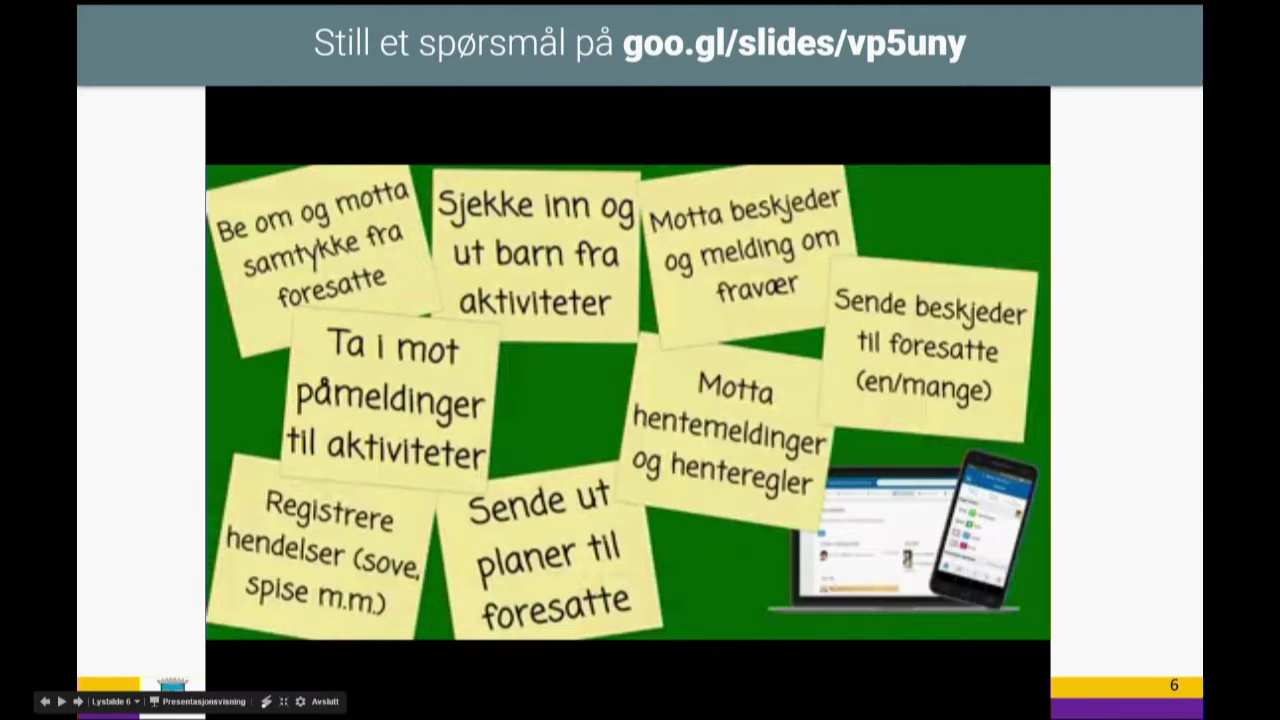 Still et spørsmål på goo.gl/slides/vp5uny
Be om og motta
samtykke fra
foresatte
Sjekke inn og
ut barn fra
aktiviteter
Motta beskjeder
og melding om
fravær
Sende beskjeder
til foresatte
(en/mange)
Ta i mot
påmeldinger
til aktiviteter
Motta
hentemeldinger
og henteregler
Registrere
hendelser (sove,
spise m.m.)
Sende ut
planer til
foresatte
6
Lysbilde 6
Presentasjonsvisning
Avslutt